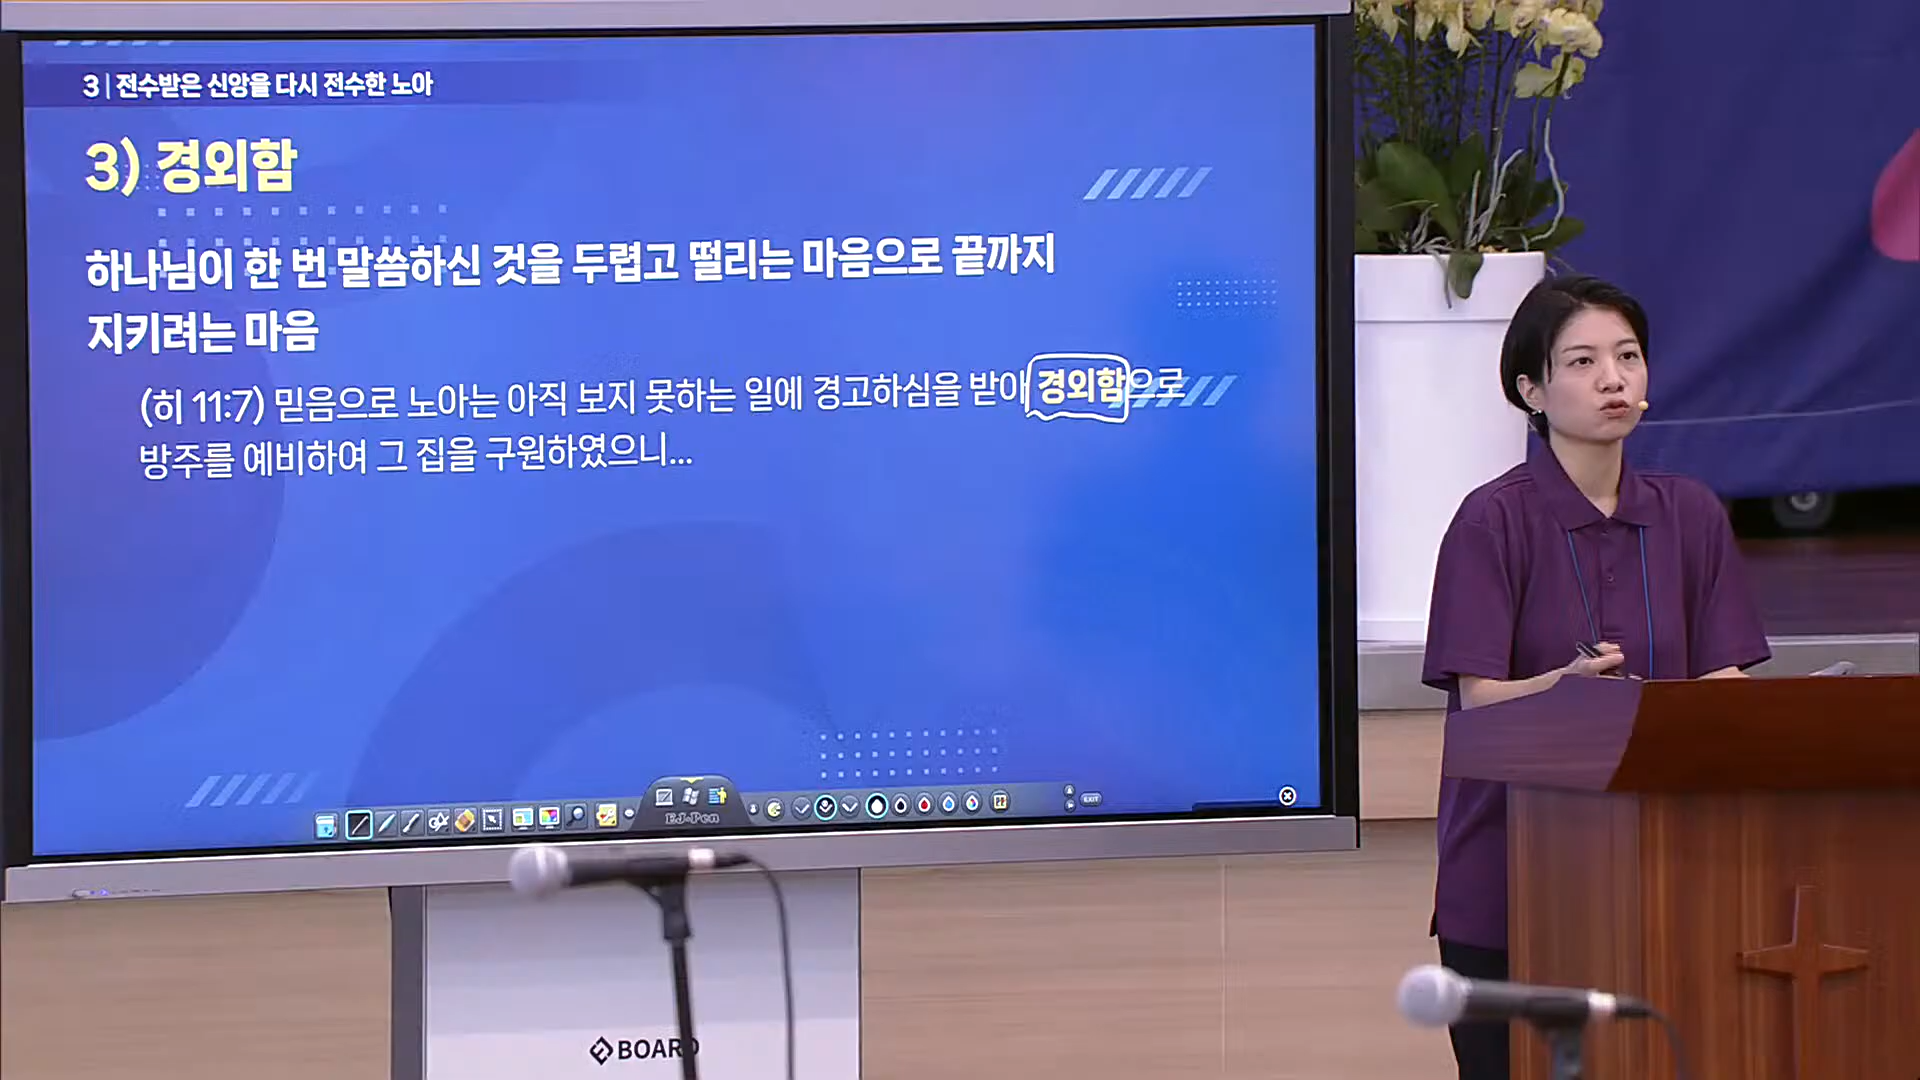 3 | 전수받은 신앙을 다시 전수한 노아
3) 경외함
하나님이 한 번 말씀하신 것을 두렵고 떨리는 마음으로 끝까지
지키려는 마음
(히 11:7) 믿음으로 노아는 아직 보지 못하는 일에 경고하심을 받아 경외함으로
방주를 예비하여 그 집을 구원하였으니...
EJ-Pen
EXIT
BOARD